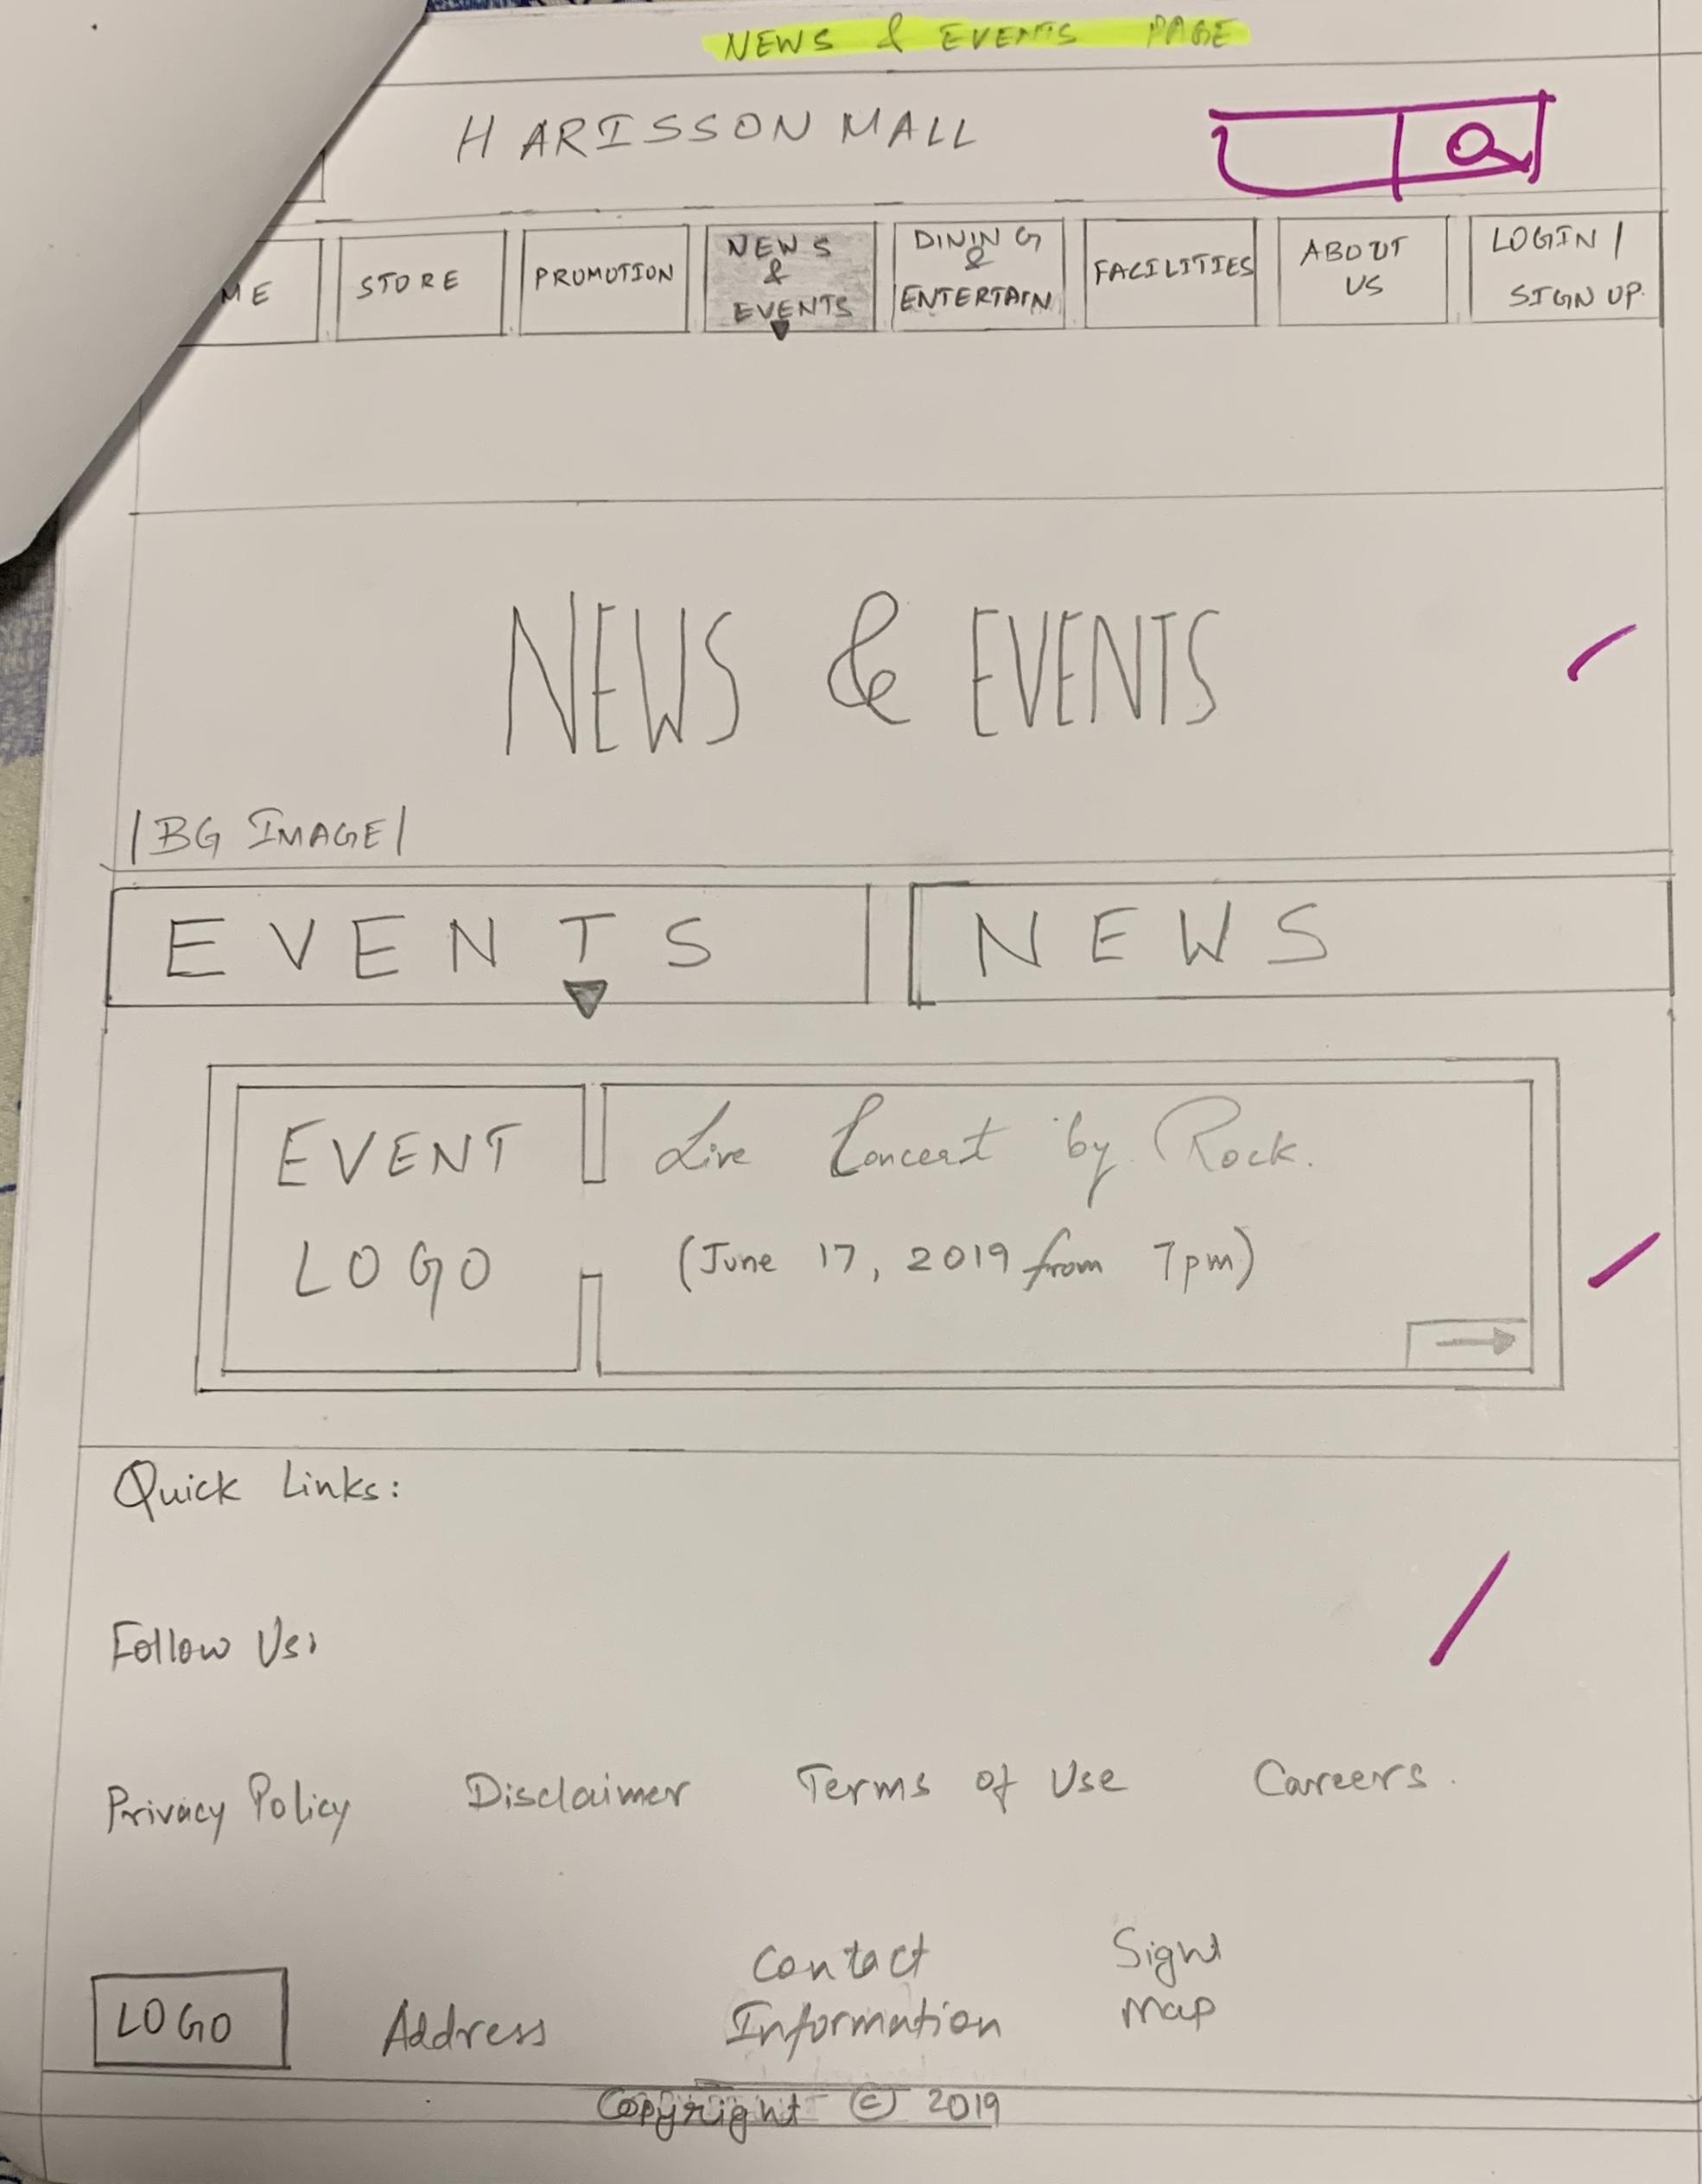 NEWS & EVENTS PAGE
HARISSON MALL
ME
STORE
PROMOTION
NEWS
&
EVENTS
DINING
&
ENTERTAIN
FACILITIES
ABOUT
US
LOGIN /
SIGN UP.
NEWS & EVENTS
|BG IMAGE|
EVENTS
NEWS
EVENT
LOGO
Live Concert by Rock.
(June 17, 2019 from 7pm)
Quick Links:
Follow Us:
Privacy Policy
Disclaimer
Terms of Use
Careers.
LOGO
Address
Contact
Information
Map
Copyright © 2019